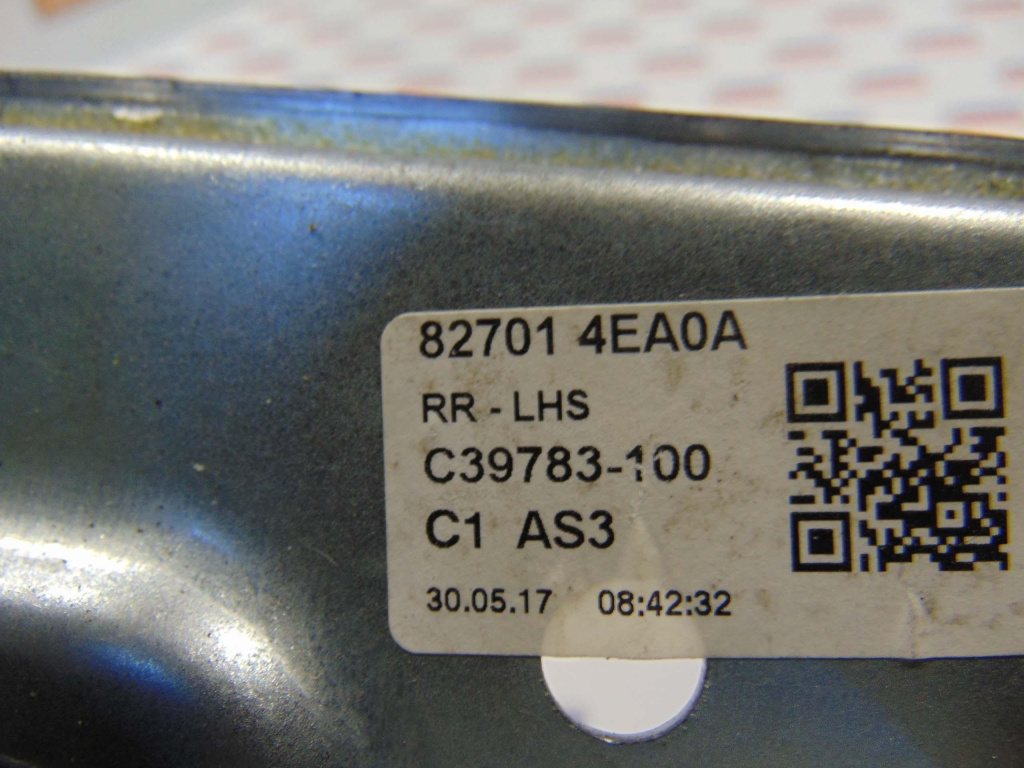 82701 4EA0A
RR - LHS
C39783-100
C1 AS3
30.05.17 08:42:32